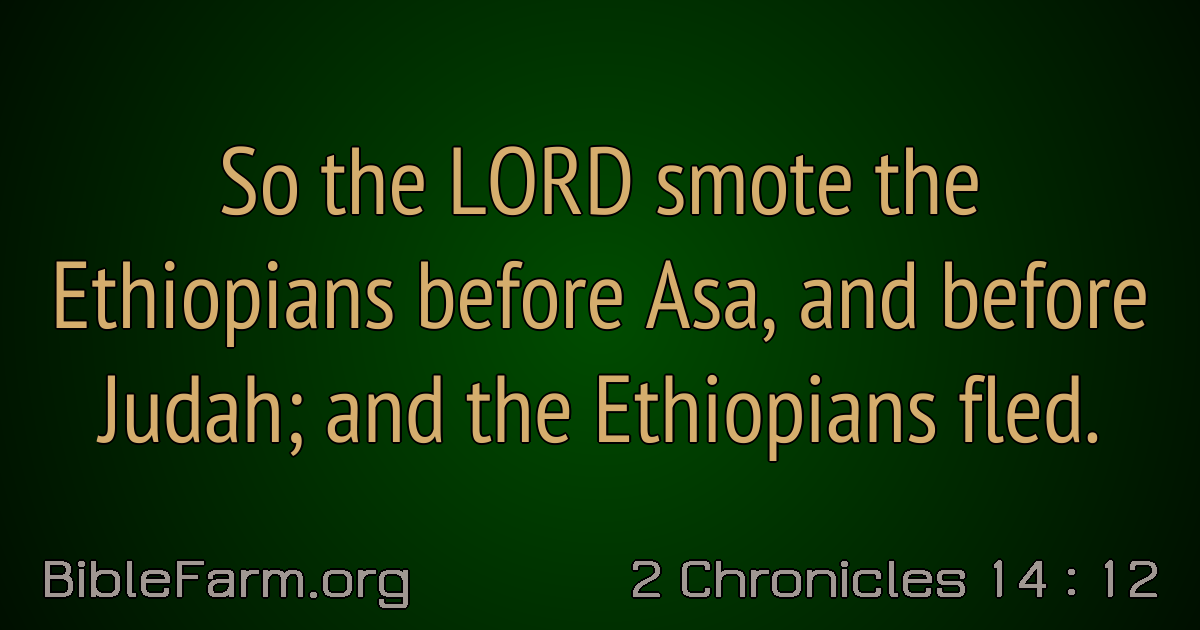 So the LORD smote the
Ethiopians before Asa, and before
Judah; and the Ethiopians fled.
BibleFarm.org
2 Chronicles 14 : 12